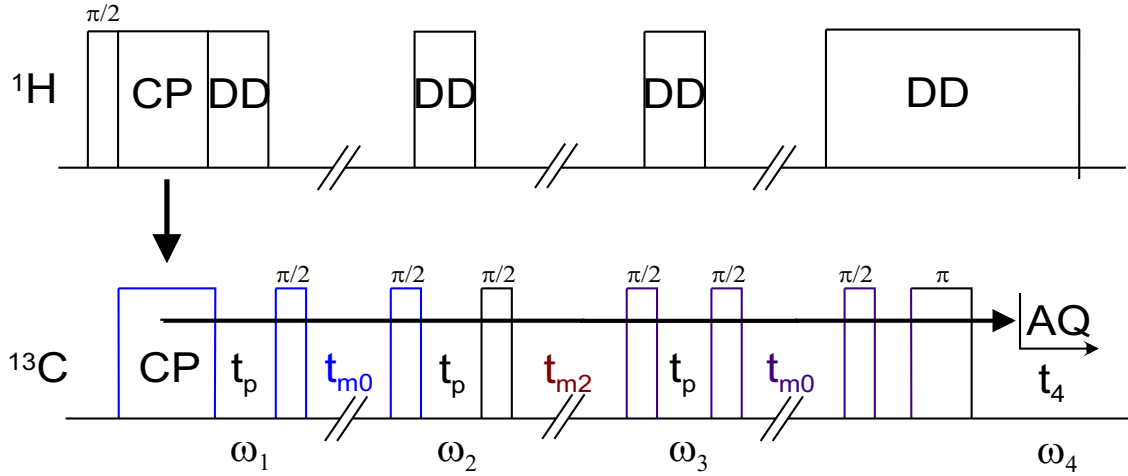 π/2
¹H CP DD DD DD DD
π/2 π/2 π/2 π/2 π/2 π/2 π
¹³C CP tp tm0 tp tm2 tp tm0 AQ
t4
ω1 ω2 ω3 ω4